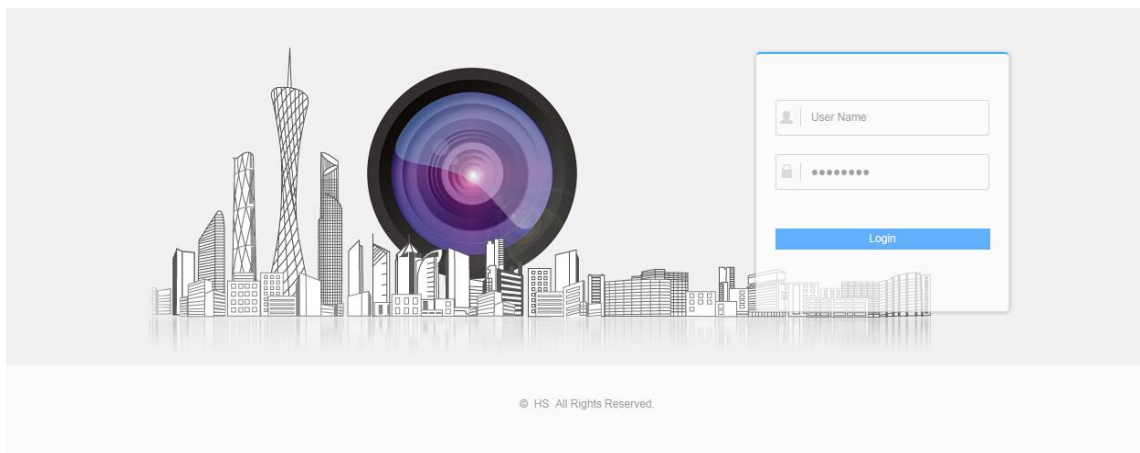 User Name
●●●●●●●●
Login
© HS All Rights Reserved.